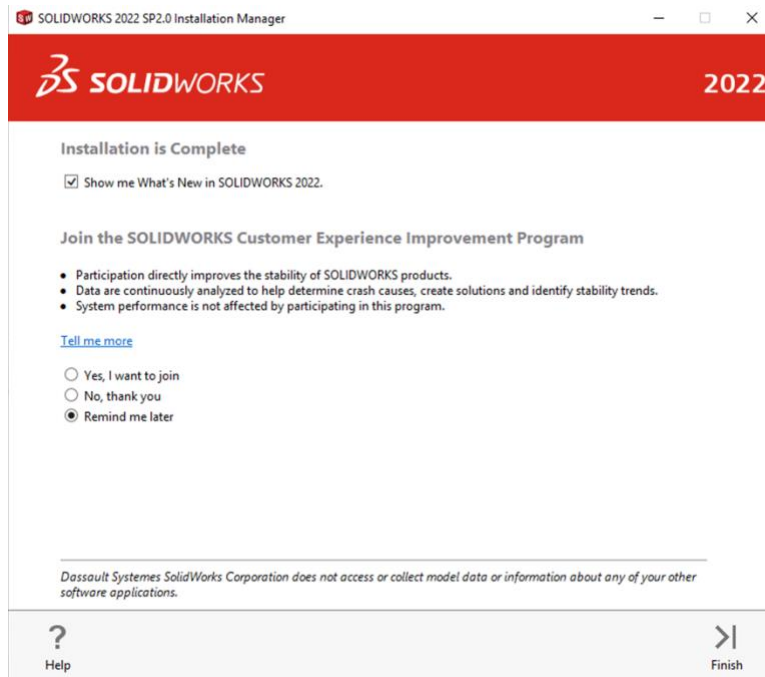 SOLIDWORKS 2022 SP2.0 Installation Manager
SOLIDWORKS
2022
Installation is Complete
Show me What's New in SOLIDWORKS 2022.
Join the SOLIDWORKS Customer Experience Improvement Program
• Participation directly improves the stability of SOLIDWORKS products.
• Data are continuously analyzed to help determine crash causes, create solutions and identify stability trends.
• System performance is not affected by participating in this program.
Tell me more
Yes, I want to join
No, thank you
Remind me later
Dassault Systemes SolidWorks Corporation does not access or collect model data or information about any of your other
software applications.
?
Help
Finish